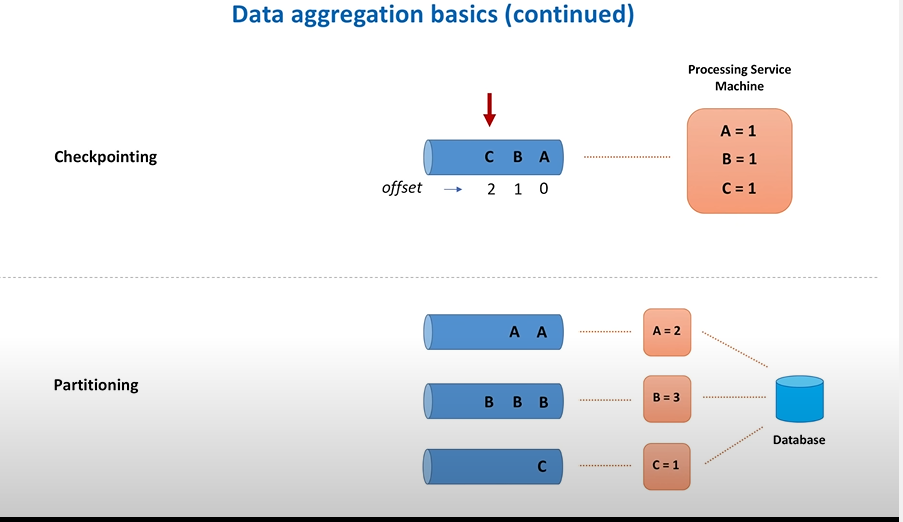 Data aggregation basics (continued)
Processing Service
Machine
Checkpointing
C B A
offset → 2 1 0
A = 1
B = 1
C = 1
Partitioning
A A
A = 2
B B B
B = 3
C
C = 1
Database